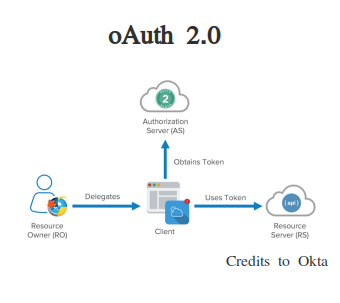 oAuth 2.0
2
Authorization
Server (AS)
Obtains Token
Delegates
Uses Token
{api}
Resource
Owner (RO)
Client
Resource
Server (RS)
Credits to Okta